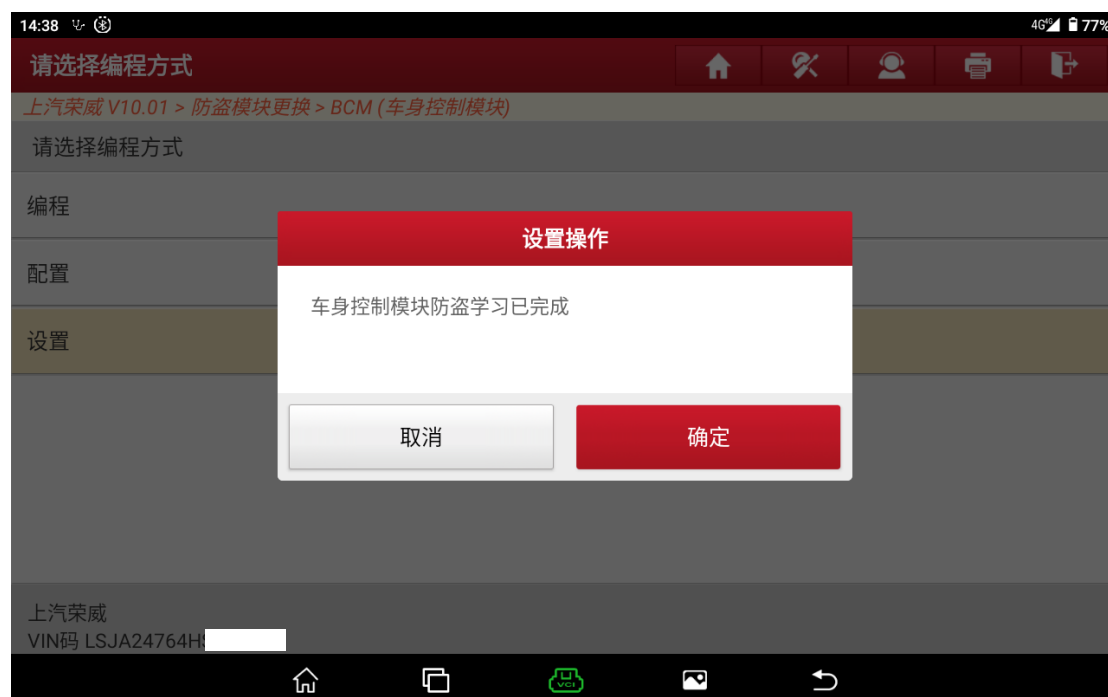 14:38
4G 4G 77%
请选择编程方式
上汽荣威 V10.01 > 防盗模块更换 > BCM (车身控制模块)
请选择编程方式
编程
配置
设置
设置操作
车身控制模块防盗学习已完成
取消
确定
上汽荣威
VIN码 LSJA24764H
VCI